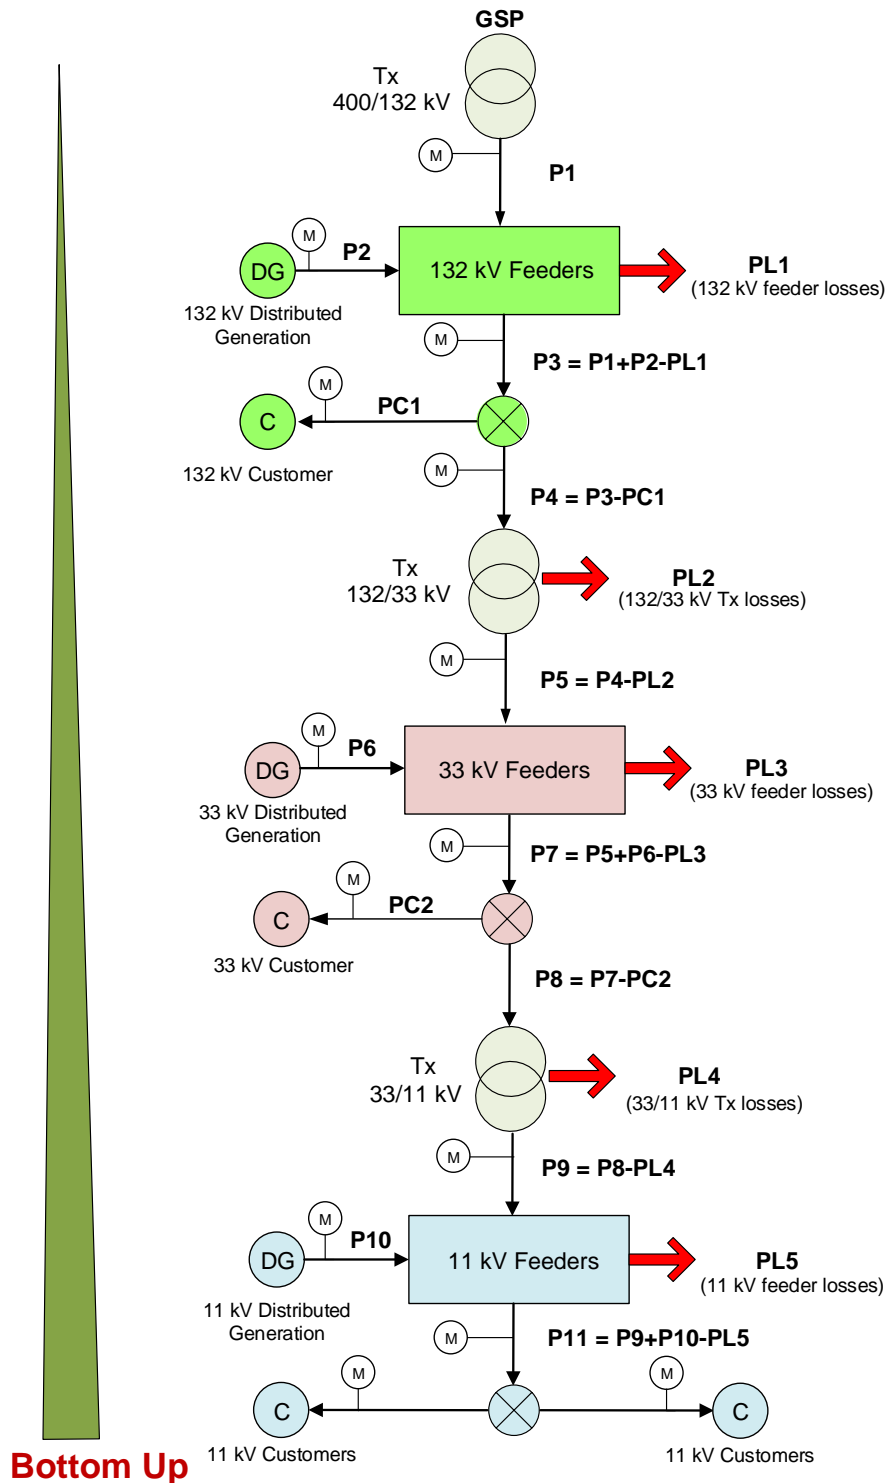 GSP
Tx
400/132 kV
M
P1
M
P2
DG
132 kV Feeders
PL1
(132 kV feeder losses)
132 kV Distributed
Generation
M
P3 = P1+P2-PL1
M
PC1
C
132 kV Customer
M
P4 = P3-PC1
Tx
132/33 kV
PL2
(132/33 kV Tx losses)
M
P5 = P4-PL2
M
P6
DG
33 kV Feeders
PL3
(33 kV feeder losses)
33 kV Distributed
Generation
M
P7 = P5+P6-PL3
M
PC2
C
33 kV Customer
P8 = P7-PC2
Tx
33/11 kV
PL4
(33/11 kV Tx losses)
M
P9 = P8-PL4
M
P10
DG
11 kV Feeders
PL5
(11 kV feeder losses)
11 kV Distributed
Generation
M
P11 = P9+P10-PL5
M
M
C
C
11 kV Customers
11 kV Customers
Bottom Up